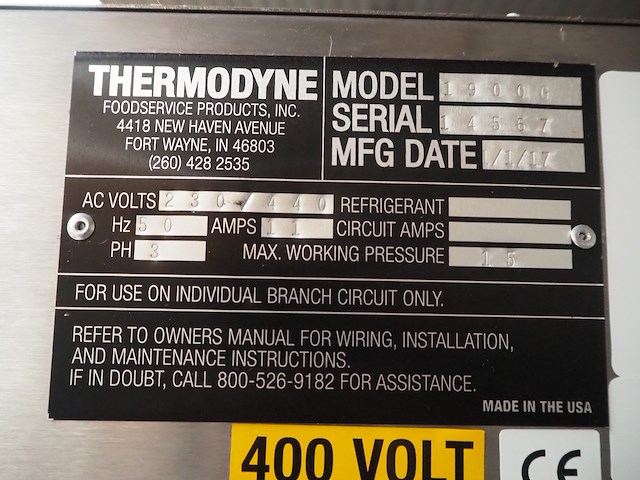 THERMODYNE
FOODSERVICE PRODUCTS, INC.
4418 NEW HAVEN AVENUE
FORT WAYNE, IN 46803
(260) 428 2535
MODEL 1900G
SERIAL 14567
MFG DATE 1/1/17
AC VOLTS 230/440 REFRIGERANT
Hz 50 AMPS 11 CIRCUIT AMPS
PH 3 MAX. WORKING PRESSURE 15
FOR USE ON INDIVIDUAL BRANCH CIRCUIT ONLY.
REFER TO OWNERS MANUAL FOR WIRING, INSTALLATION,
AND MAINTENANCE INSTRUCTIONS.
IF IN DOUBT, CALL 800-526-9182 FOR ASSISTANCE.
MADE IN THE USA
400 VOLT
CE